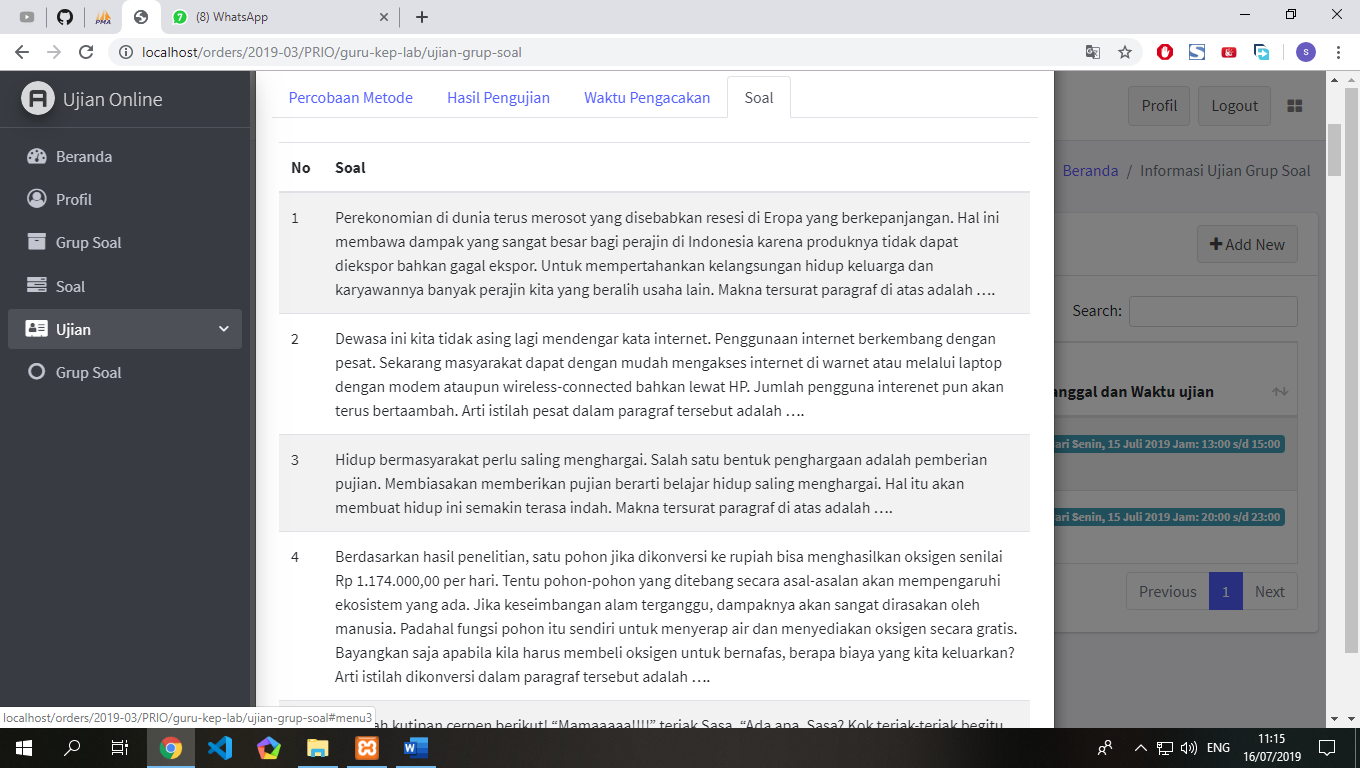 (8) WhatsApp
localhost/orders/2019-03/PRIO/guru-kep-lab/ujian-grup-soal
Ujian Online
Beranda
Profil
Grup Soal
Soal
Ujian
Grup Soal
Percobaan Metode
Hasil Pengujian
Waktu Pengacakan
Soal
No Soal
1 Perekonomian di dunia terus merosot yang disebabkan resesi di Eropa yang berkepanjangan. Hal ini
membawa dampak yang sangat besar bagi perajin di Indonesia karena produknya tidak dapat
diekspor bahkan gagal ekspor. Untuk mempertahankan kelangsungan hidup keluarga dan
karyawannya banyak perajin kita yang beralih usaha lain. Makna tersurat paragraf di atas adalah ….
2 Dewasa ini kita tidak asing lagi mendengar kata internet. Penggunaan internet berkembang dengan
pesat. Sekarang masyarakat dapat dengan mudah mengakses internet di warnet atau melalui laptop
dengan modem ataupun wireless-connected bahkan lewat HP. Jumlah pengguna interenet pun akan
terus bertaambah. Arti istilah pesat dalam paragraf tersebut adalah ….
3 Hidup bermasyarakat perlu saling menghargai. Salah satu bentuk penghargaan adalah pemberian
pujian. Membiasakan memberikan pujian berarti belajar hidup saling menghargai. Hal itu akan
membuat hidup ini semakin terasa indah. Makna tersurat paragraf di atas adalah ….
4 Berdasarkan hasil penelitian, satu pohon jika dikonversi ke rupiah bisa menghasilkan oksigen senilai
Rp 1.174.000,00 per hari. Tentu pohon-pohon yang ditebang secara asal-asalan akan mempengaruhi
ekosistem yang ada. Jika keseimbangan alam terganggu, dampaknya akan sangat dirasakan oleh
manusia. Padahal fungsi pohon itu sendiri untuk menyerap air dan menyediakan oksigen secara gratis.
Bayangkan saja apabila kila harus membeli oksigen untuk bernafas, berapa biaya yang kita keluarkan?
Arti istilah dikonversi dalam paragraf tersebut adalah ….
kutipan cerpen berikut! “Mamaaaaa!!!!” teriak Sasa. “Ada apa, Sasa? Kok teriak-teriak begitu
Profil
Logout
Beranda / Informasi Ujian Grup Soal
Add New
Search:
anggal dan Waktu ujian
ari Senin, 15 Juli 2019 Jam: 13:00 s/d 15:00
ari Senin, 15 Juli 2019 Jam: 20:00 s/d 23:00
Previous 1 Next
localhost/orders/2019-03/PRIO/guru-kep-lab/ujian-grup-soal#menu3
ENG
11:15
16/07/2019